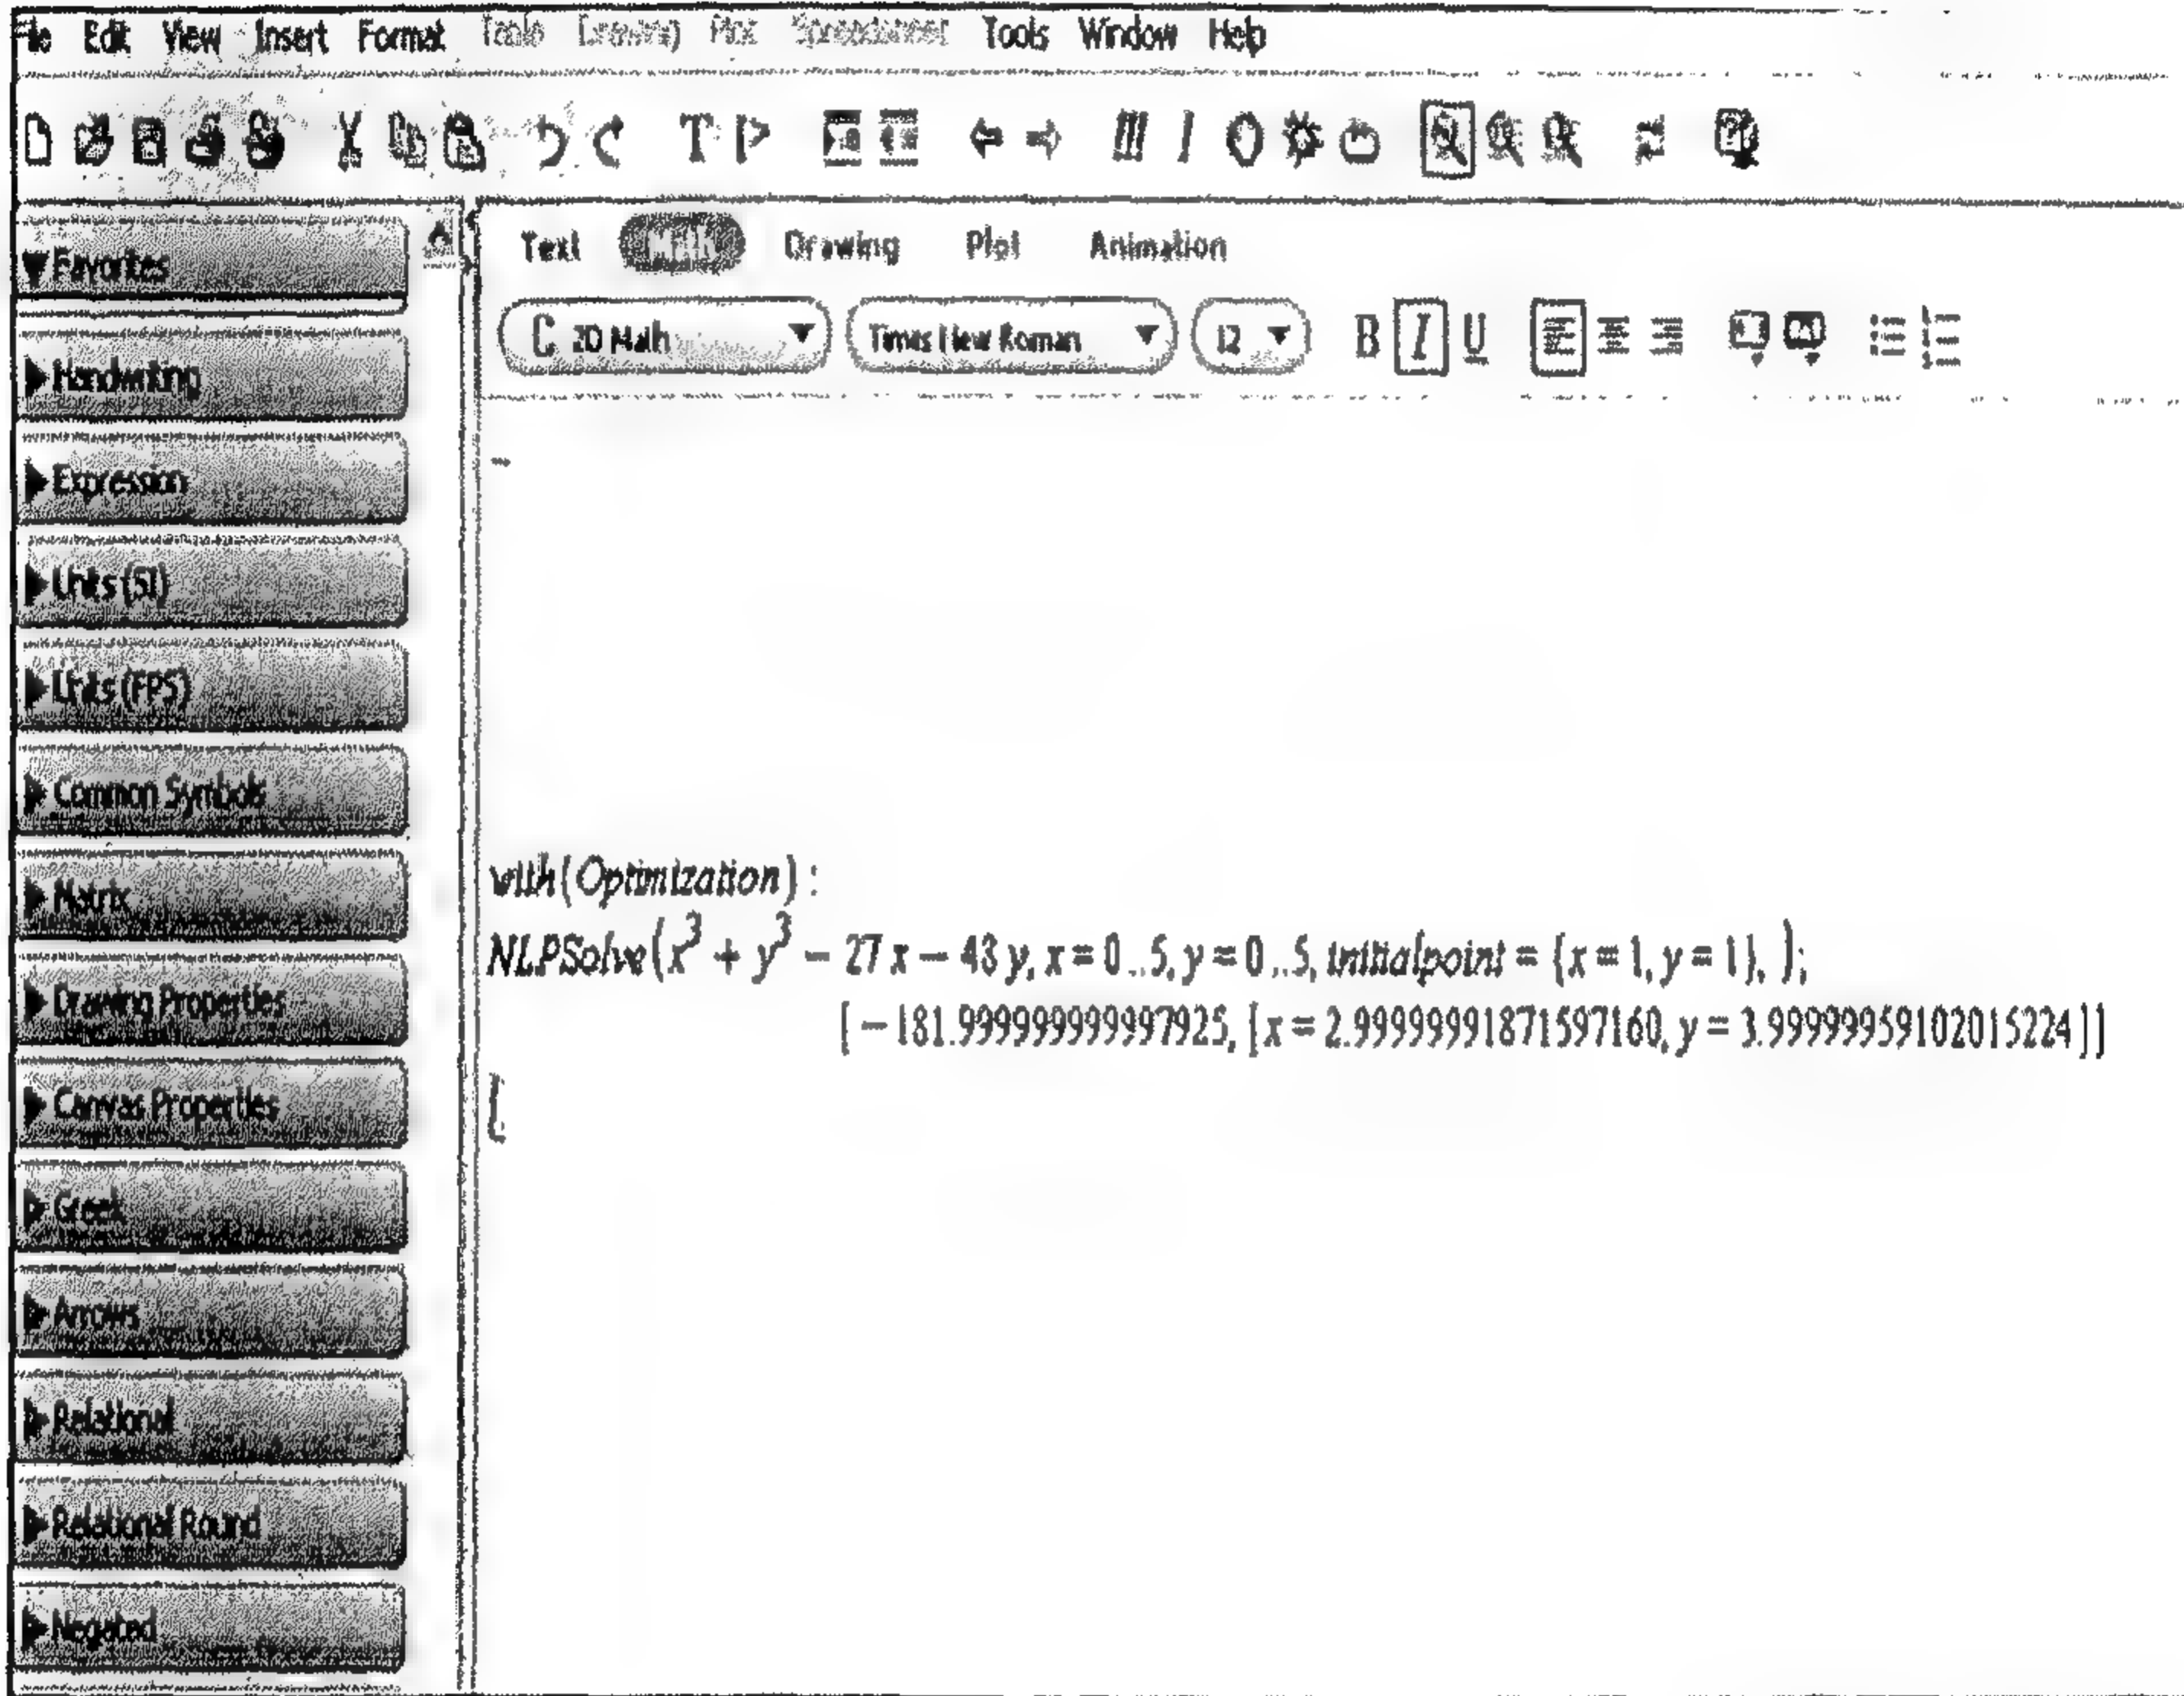 File Edit View Insert Format Table Drawing Plot Spreadsheet Tools Window Help
Favorites
Handwriting
Expression
Units (SI)
Units (FPS)
Common Symbols
Matrix
Drawing Properties
Canvas Properties
Greek
Arrows
Relational
Relational Round
Negated
Text Math Drawing Plot Animation
C 2D Math Times New Roman 12 B I U
with(Optimization) :
NLPSolve(x³ + y³ − 27 x − 48 y, x = 0 ..5, y = 0 ..5, initialpoint = {x = 1, y = 1}, );
[ −181.999999999997925, [x = 2.99999991871597160, y = 3.99999959102015224]]